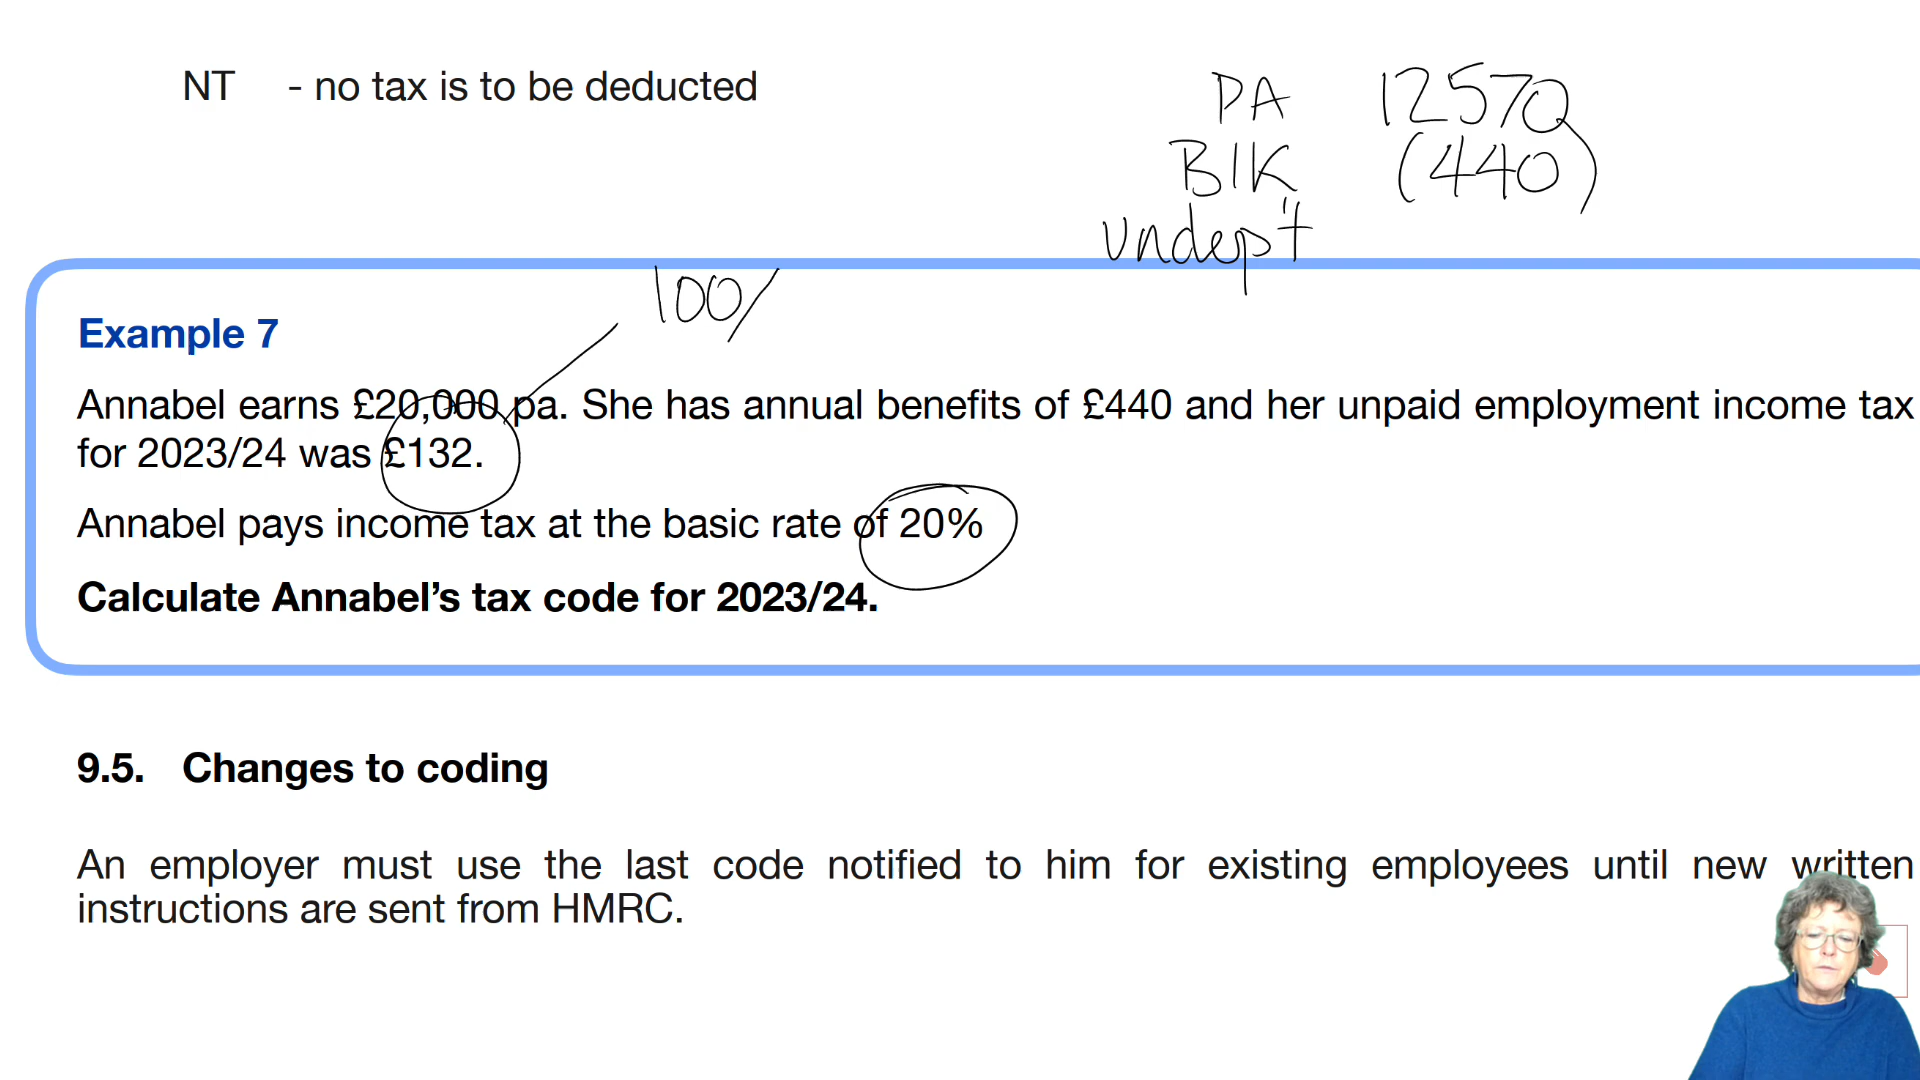 NT - no tax is to be deducted
PA 12570
BIK (440)
undep't
100/
Example 7
Annabel earns £20,000 pa. She has annual benefits of £440 and her unpaid employment income tax
for 2023/24 was £132.
Annabel pays income tax at the basic rate of 20%
Calculate Annabel's tax code for 2023/24.
9.5. Changes to coding
An employer must use the last code notified to him for existing employees until new written
instructions are sent from HMRC.